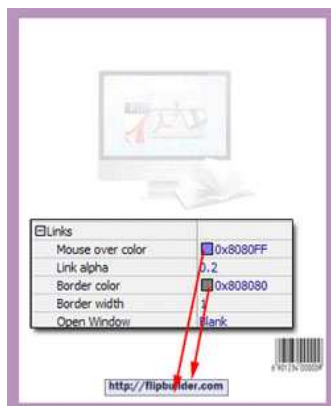 Links
Mouse over color 0x8080FF
Link alpha 0.2
Border color 0x808080
Border width 1
Open Window Blank
http://flipbuilder.com